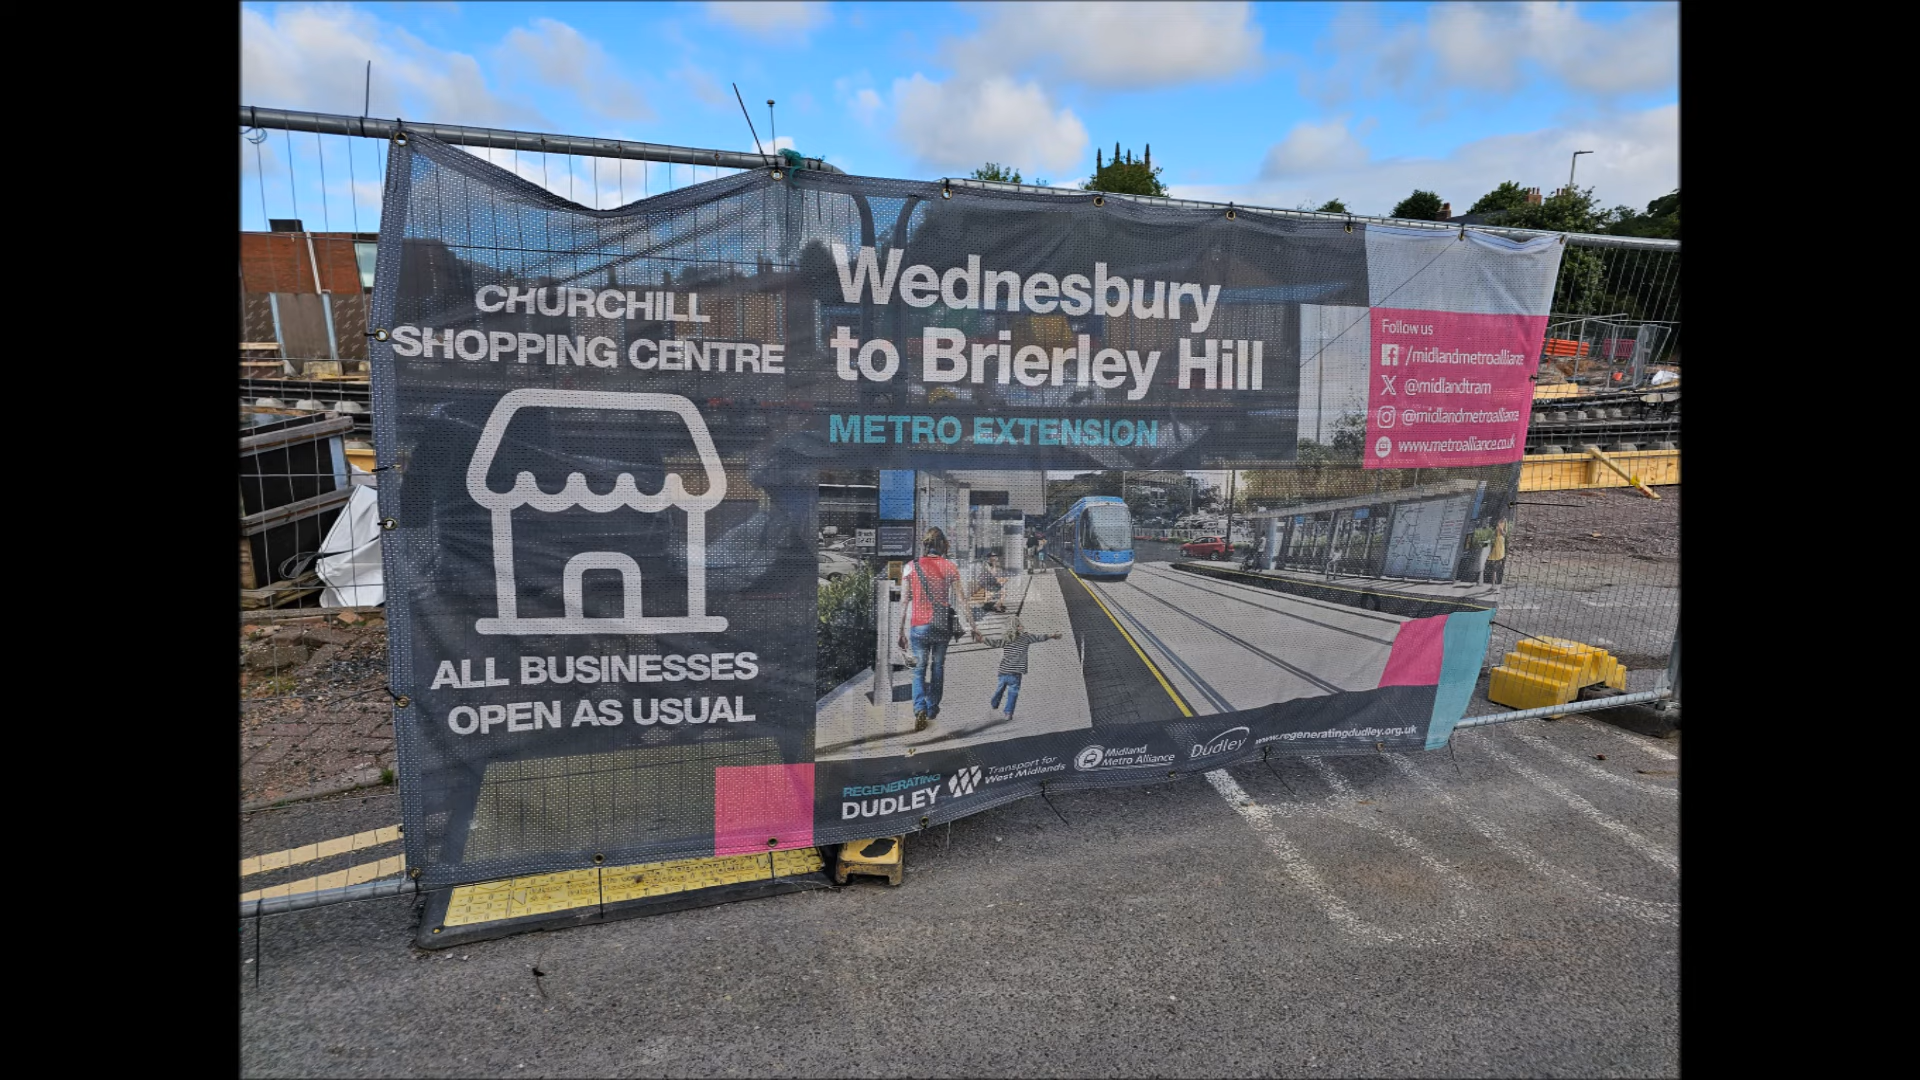 CHURCHILL
SHOPPING CENTRE
ALL BUSINESSES
OPEN AS USUAL
Wednesbury
to Brierley Hill
METRO EXTENSION
Follow us
/midlandmetroalliance
@midlandtram
@midlandmetroalliance
www.metroalliance.co.uk
REGENERATING
DUDLEY
Transport for
West Midlands
Midland
Metro Alliance
Dudley
www.regeneratingdudley.org.uk